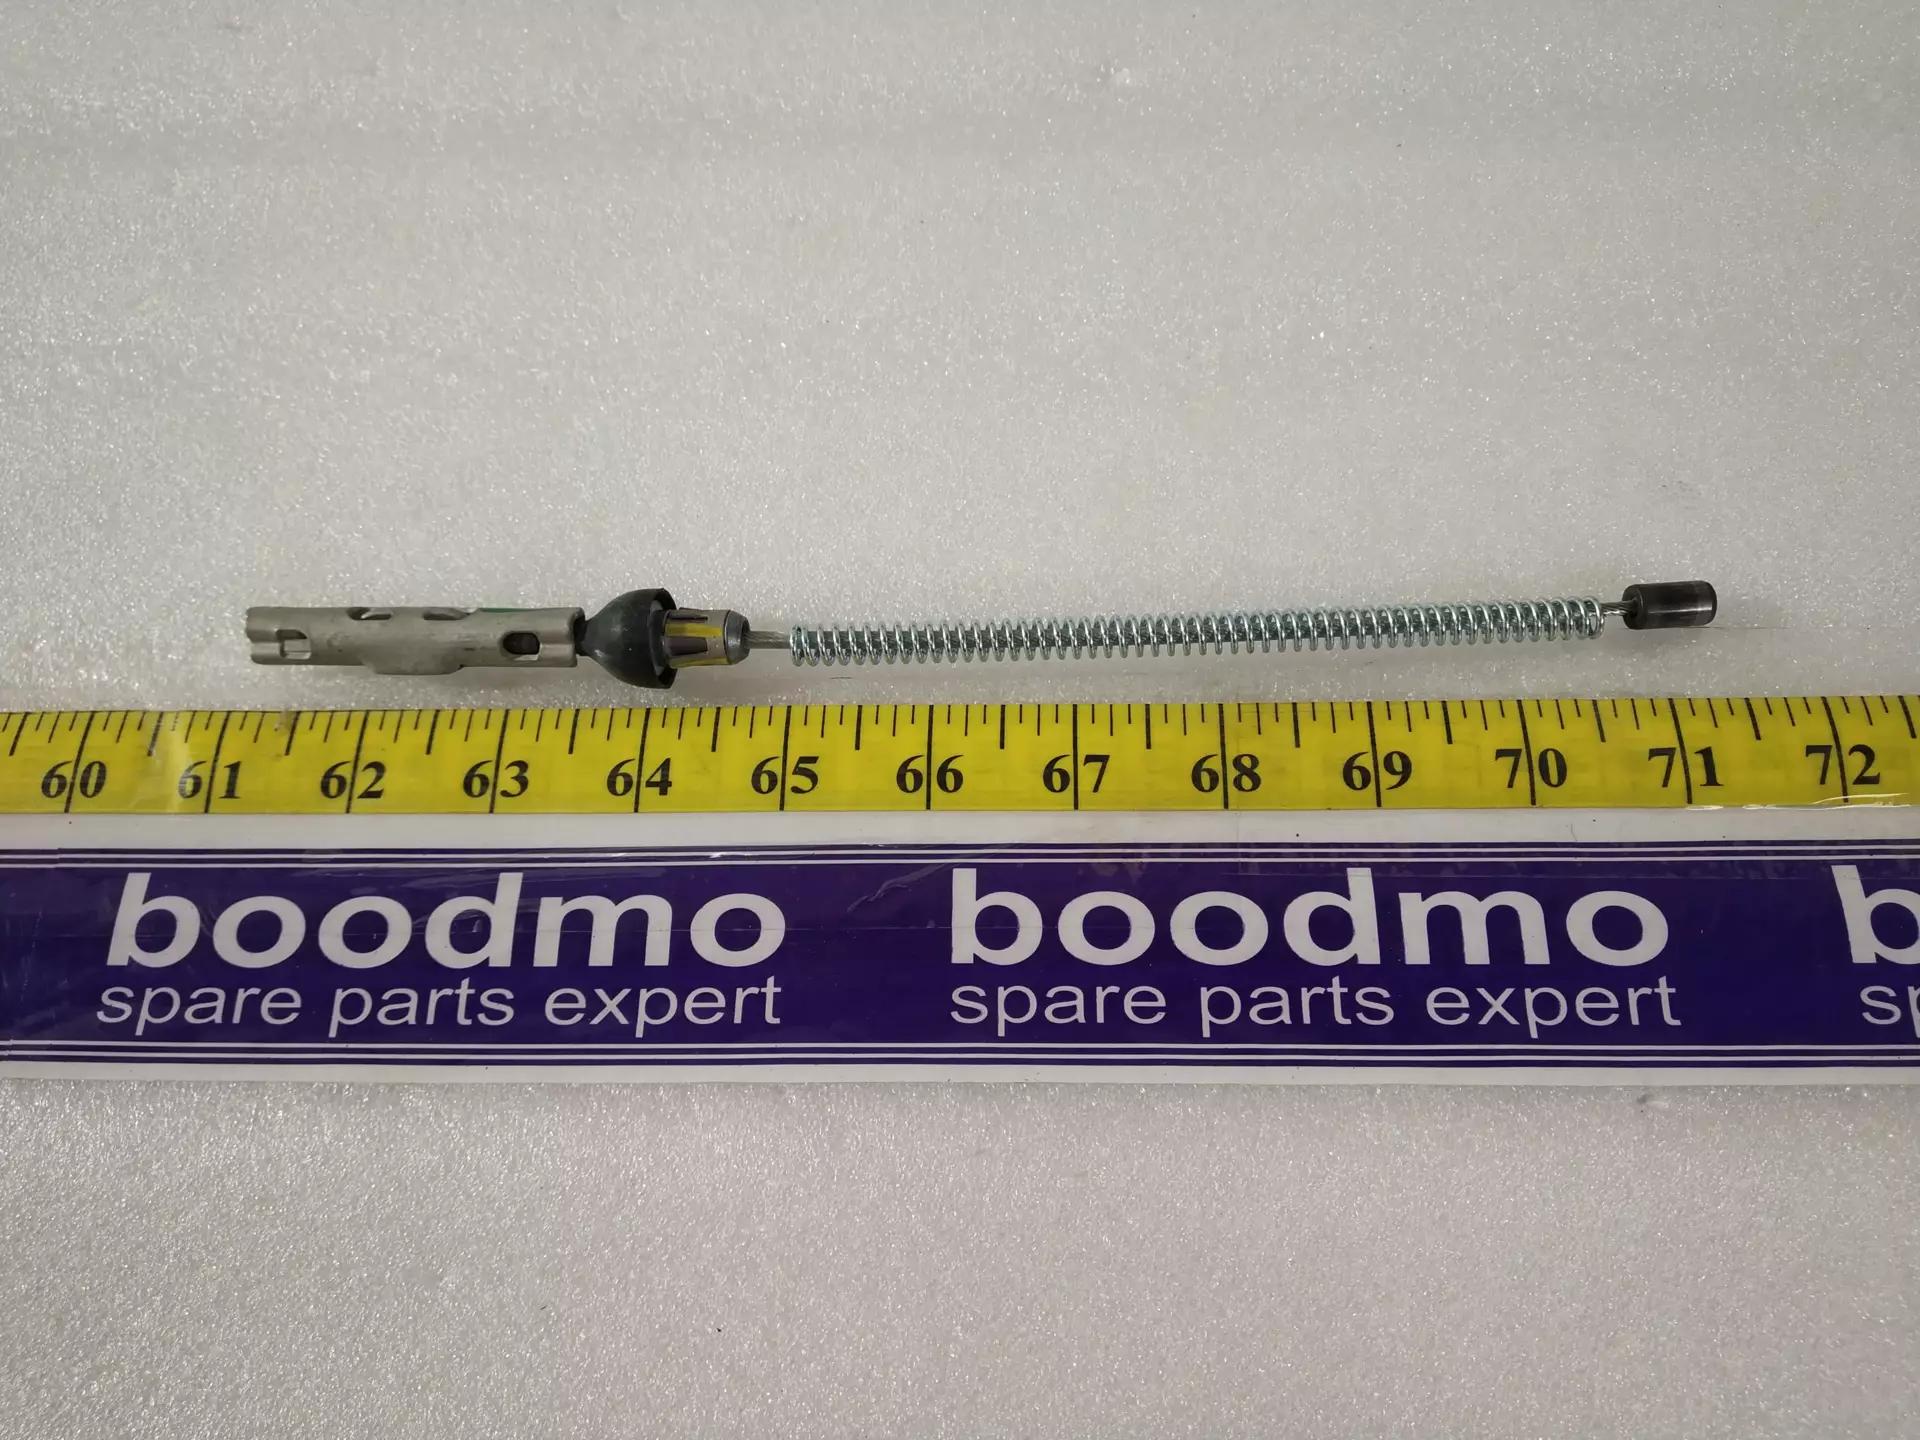 60 61 62 63 64 65 66 67 68 69 70 71 72
boodmo boodmo b
spare parts expert spare parts expert sp